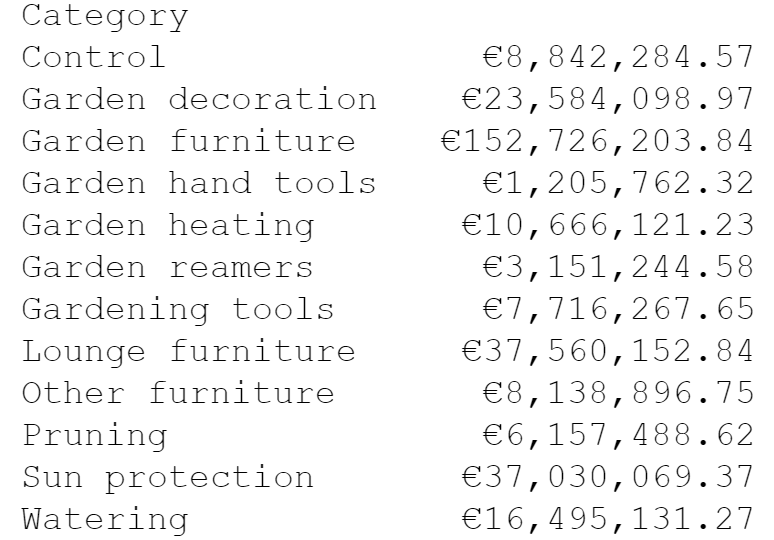 Category
Control €8,842,284.57
Garden decoration €23,584,098.97
Garden furniture €152,726,203.84
Garden hand tools €1,205,762.32
Garden heating €10,666,121.23
Garden reamers €3,151,244.58
Gardening tools €7,716,267.65
Lounge furniture €37,560,152.84
Other furniture €8,138,896.75
Pruning €6,157,488.62
Sun protection €37,030,069.37
Watering €16,495,131.27